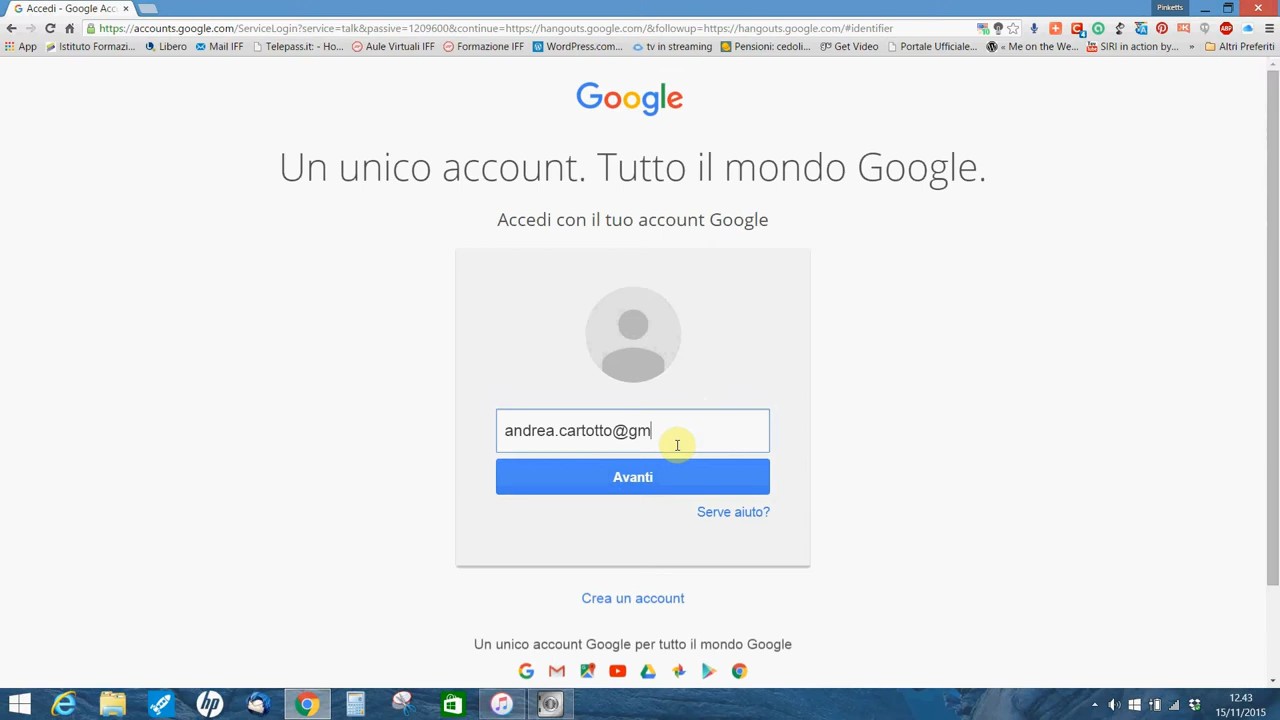 Accedi - Google Acc
Pinketts
https://accounts.google.com/ServiceLogin?service=talk&passive=1209600&continue=https://hangouts.google.com/&followup=https://hangouts.google.com/#identifier
App Istituto Formaz... Libero Mail IFF Telepass.it: - Ho... Aule Virtuali IFF Formazione IFF WordPress.com... tv in streaming Pensioni: cedoli... Get Video Portale Ufficiale... « Me on the We... SIRI in action by... » Altri Preferiti
Google
Un unico account. Tutto il mondo Google.
Accedi con il tuo account Google
andrea.cartotto@gm
Avanti
Serve aiuto?
Crea un account
Un unico account Google per tutto il mondo Google
12.43
15/11/2015